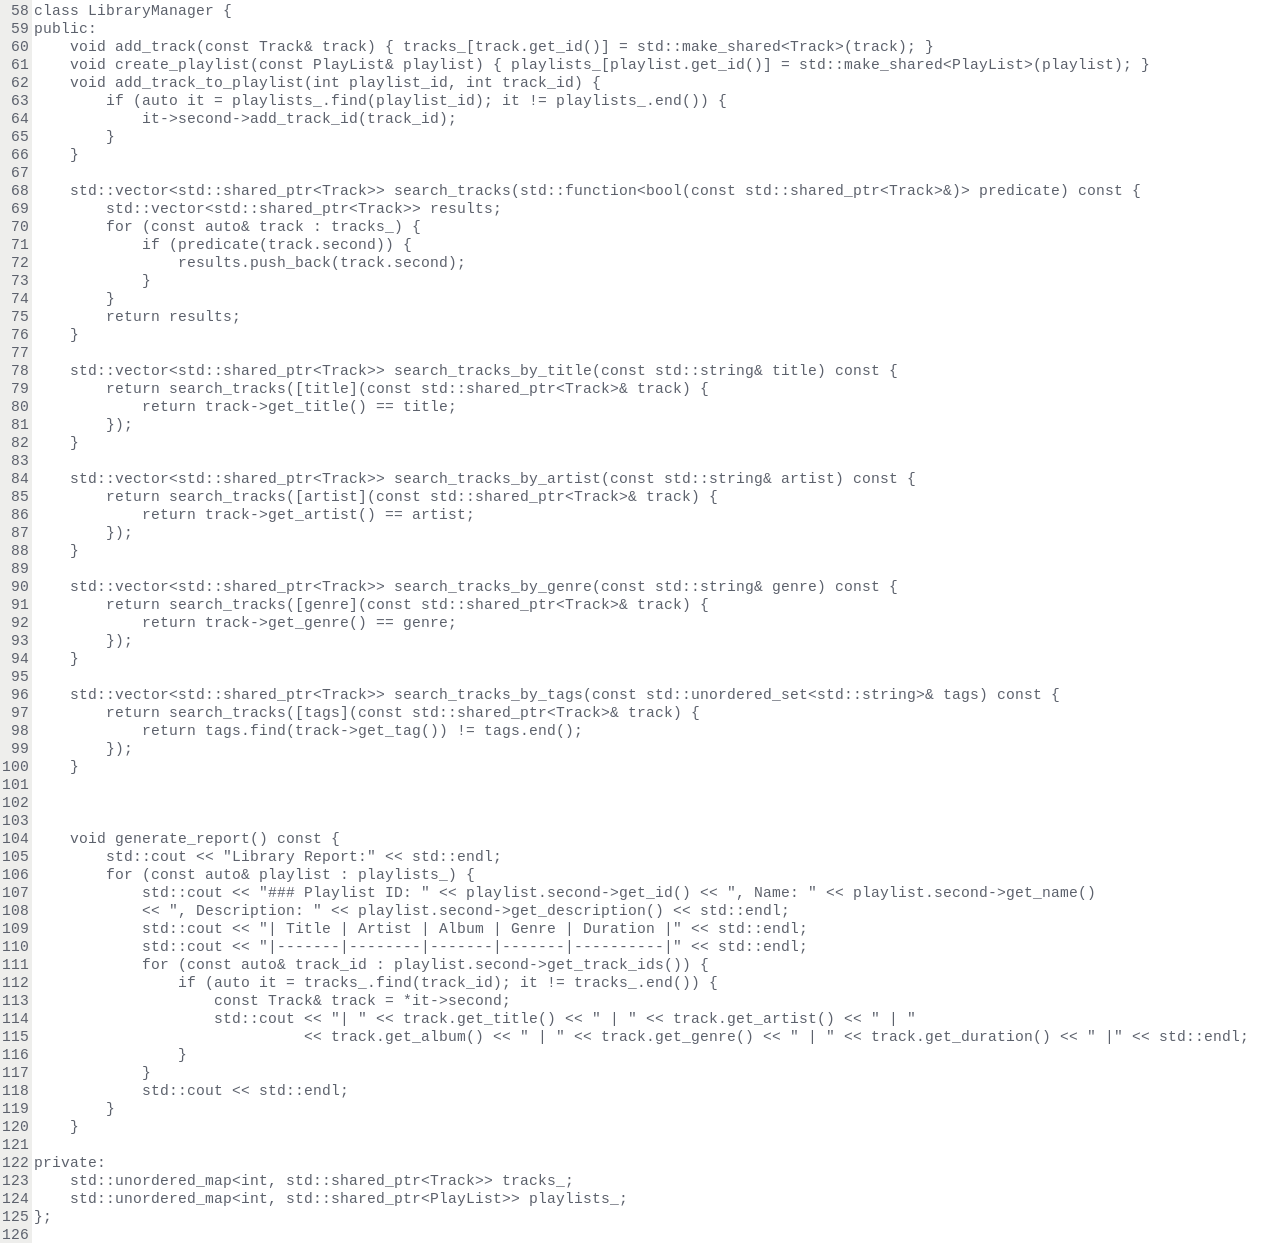 58 class LibraryManager {
59 public:
60     void add_track(const Track& track) { tracks_[track.get_id()] = std::make_shared<Track>(track); }
61     void create_playlist(const PlayList& playlist) { playlists_[playlist.get_id()] = std::make_shared<PlayList>(playlist); }
62     void add_track_to_playlist(int playlist_id, int track_id) {
63         if (auto it = playlists_.find(playlist_id); it != playlists_.end()) {
64             it->second->add_track_id(track_id);
65         }
66     }
67
68     std::vector<std::shared_ptr<Track>> search_tracks(std::function<bool(const std::shared_ptr<Track>&)> predicate) const {
69         std::vector<std::shared_ptr<Track>> results;
70         for (const auto& track : tracks_) {
71             if (predicate(track.second)) {
72                 results.push_back(track.second);
73             }
74         }
75         return results;
76     }
77
78     std::vector<std::shared_ptr<Track>> search_tracks_by_title(const std::string& title) const {
79         return search_tracks([title](const std::shared_ptr<Track>& track) {
80             return track->get_title() == title;
81         });
82     }
83
84     std::vector<std::shared_ptr<Track>> search_tracks_by_artist(const std::string& artist) const {
85         return search_tracks([artist](const std::shared_ptr<Track>& track) {
86             return track->get_artist() == artist;
87         });
88     }
89
90     std::vector<std::shared_ptr<Track>> search_tracks_by_genre(const std::string& genre) const {
91         return search_tracks([genre](const std::shared_ptr<Track>& track) {
92             return track->get_genre() == genre;
93         });
94     }
95
96     std::vector<std::shared_ptr<Track>> search_tracks_by_tags(const std::unordered_set<std::string>& tags) const {
97         return search_tracks([tags](const std::shared_ptr<Track>& track) {
98             return tags.find(track->get_tag()) != tags.end();
99         });
100     }
101
102
103
104     void generate_report() const {
105         std::cout << "Library Report:" << std::endl;
106         for (const auto& playlist : playlists_) {
107             std::cout << "### Playlist ID: " << playlist.second->get_id() << ", Name: " << playlist.second->get_name()
108             << ", Description: " << playlist.second->get_description() << std::endl;
109             std::cout << "| Title | Artist | Album | Genre | Duration |" << std::endl;
110             std::cout << "|-------|--------|-------|-------|----------|" << std::endl;
111             for (const auto& track_id : playlist.second->get_track_ids()) {
112                 if (auto it = tracks_.find(track_id); it != tracks_.end()) {
113                     const Track& track = *it->second;
114                     std::cout << "| " << track.get_title() << " | " << track.get_artist() << " | "
115                               << track.get_album() << " | " << track.get_genre() << " | " << track.get_duration() << " |" << std::endl;
116                 }
117             }
118             std::cout << std::endl;
119         }
120     }
121
122 private:
123     std::unordered_map<int, std::shared_ptr<Track>> tracks_;
124     std::unordered_map<int, std::shared_ptr<PlayList>> playlists_;
125 };
126